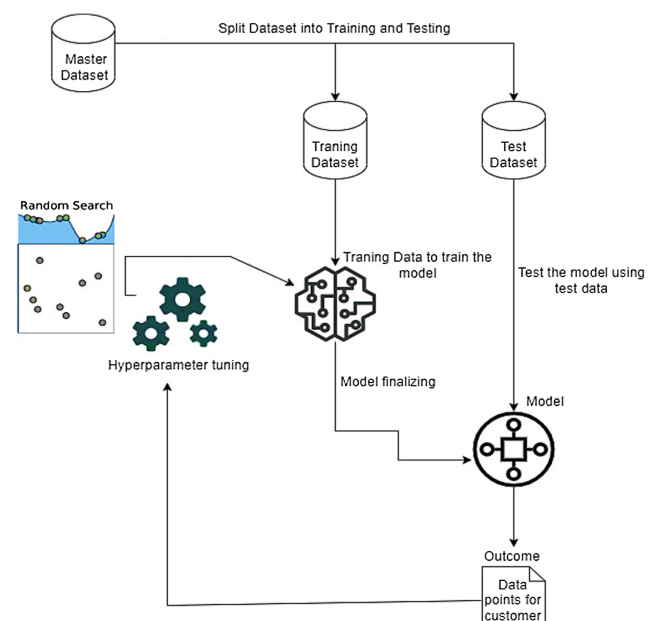 Split Dataset into Training and Testing
Master
Dataset
Traning
Dataset
Test
Dataset
Random Search
Traning Data to train the
model
Test the model using
test data
Hyperparameter tuning
Model finalizing
Model
Outcome
Data
points for
customer